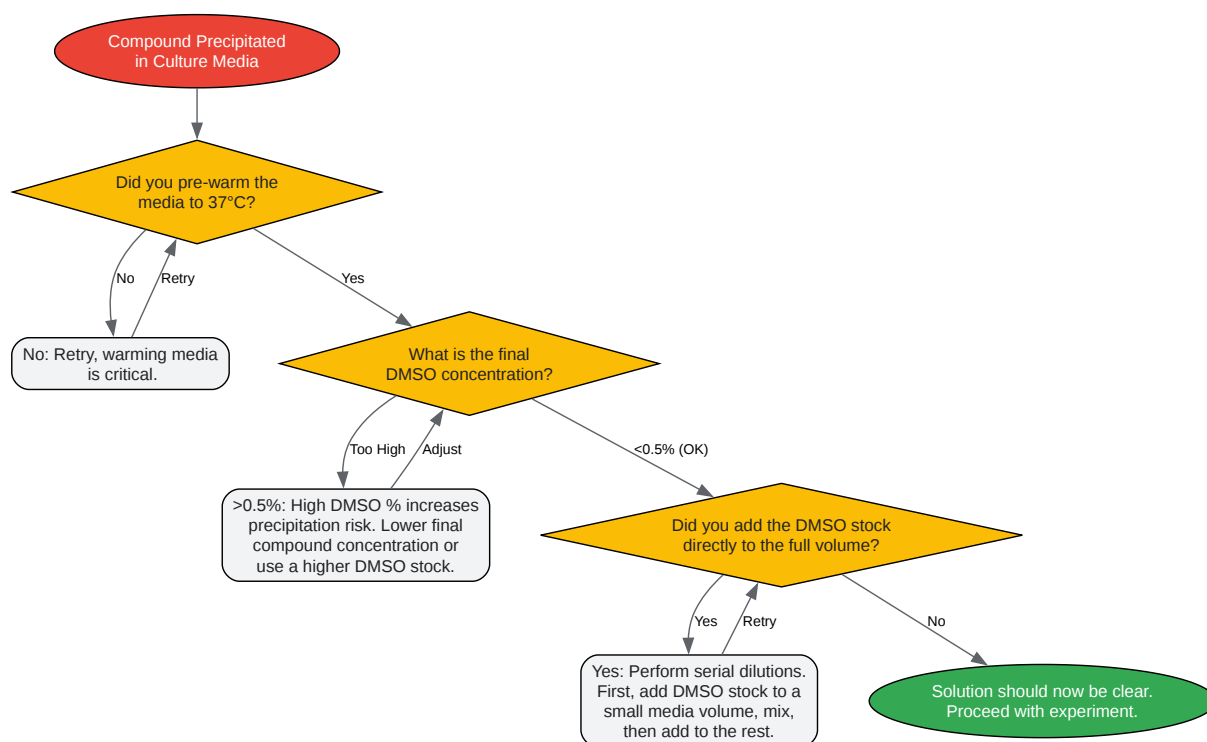 Compound Precipitated
in Culture Media
Did you pre-warm the
media to 37°C?
No
Retry
Yes
No: Retry, warming media
is critical.
What is the final
DMSO concentration?
Too High
Adjust
<0.5% (OK)
>0.5%: High DMSO % increases
precipitation risk. Lower final
compound concentration or
use a higher DMSO stock.
Did you add the DMSO stock
directly to the full volume?
Yes
Retry
No
Yes: Perform serial dilutions.
First, add DMSO stock to a
small media volume, mix,
then add to the rest.
Solution should now be clear.
Proceed with experiment.